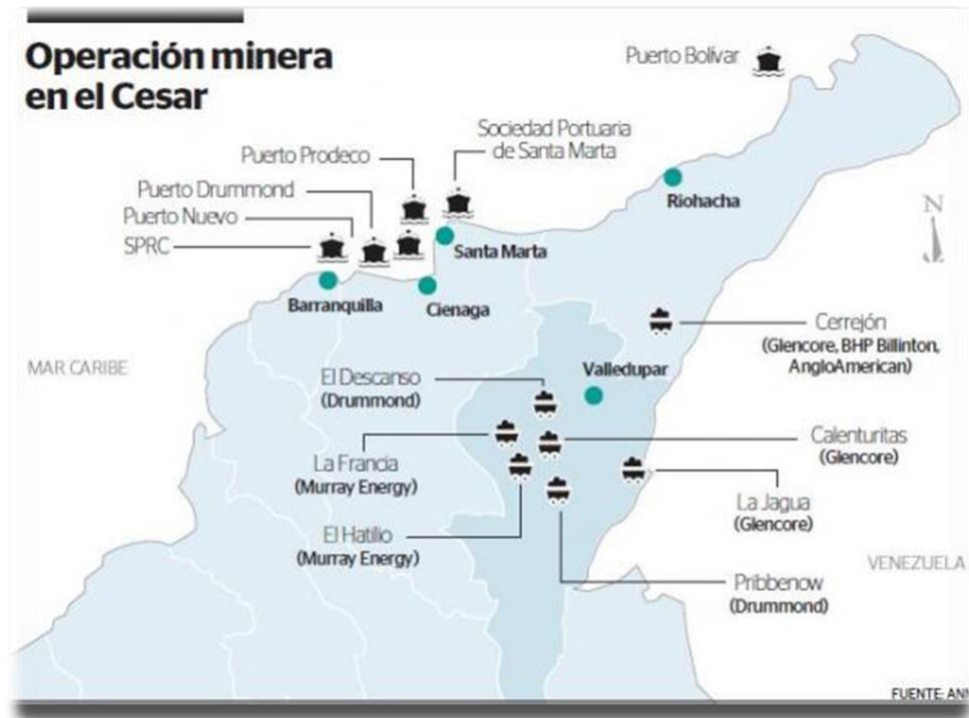 Operación minera
en el Cesar
Puerto Bolívar
Sociedad Portuaria
de Santa Marta
Puerto Prodeco
Puerto Drummond
Puerto Nuevo
SPRC
Riohacha
N
Santa Marta
Barranquilla
Cienaga
Cerrejón
(Glencore, BHP Billinton,
AngloAmerican)
MAR CARIBE
Valledupar
El Descanso
(Drummond)
Calenturitas
(Glencore)
La Francia
(Murray Energy)
La Jagua
(Glencore)
El Hatilio
(Murray Energy)
VENEZUELA
Pribbenow
(Drummond)
FUENTE: